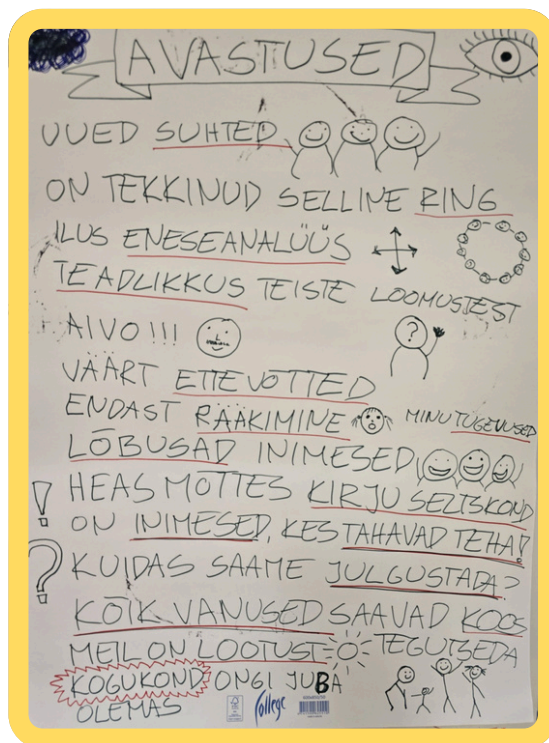 AVASTUSED
UUED SUHTED
ON TEKKINUD SELLINE RING
ILUS ENESEANALÜÜS
TEADLIKKUS TEISTE LOOMUSTEST
AIVO!!!
?
VÄÄRT ETTEVÕTTED
ENDAST RÄÄKIMINE MINU TUGEVUSED
LÕBUSAD INIMESED
! HEAS MÕTTES KIRJU SELTSKOND
ON INIMESED, KES TAHAVAD TEHA!
? KUIDAS SAAME JULGUSTADA?
KÕIK VANUSED SAAVAD KOOS
MEIL ON LOOTUST TEGUTSEDA
KOGUKOND ONGI JUBA
OLEMAS
College